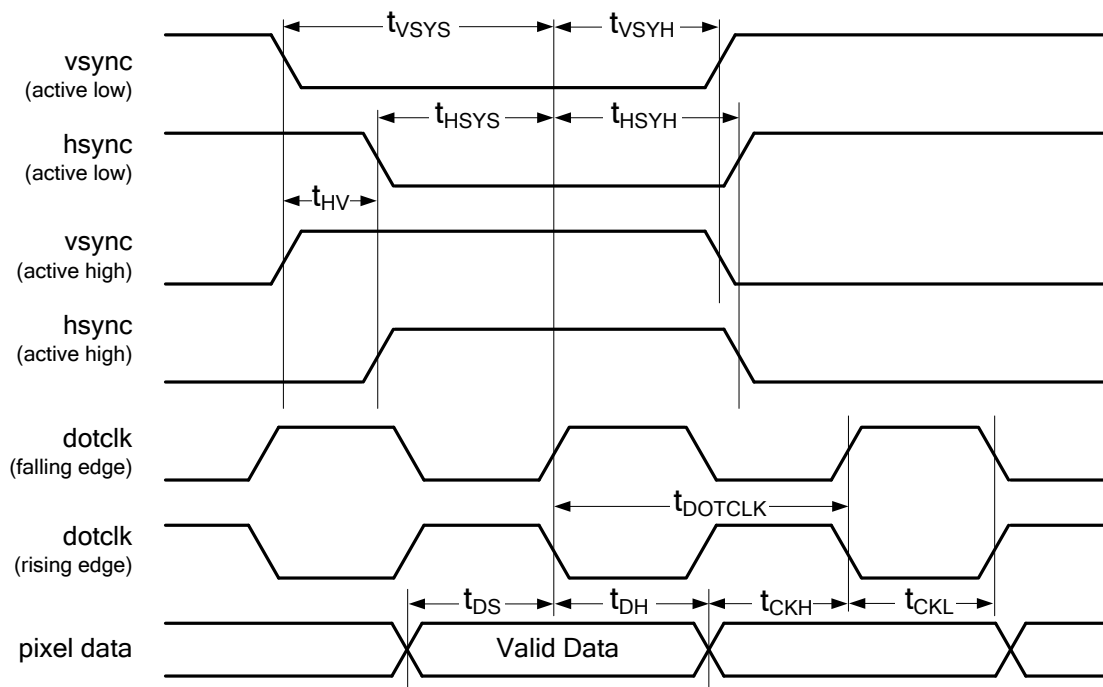 tVSYS tVSYH
vsync
(active low)
tHSYS tHSYH
hsync
(active low)
tHV
vsync
(active high)
hsync
(active high)
dotclk
(falling edge)
tDOTCLK
dotclk
(rising edge)
tDS tDH tCKH tCKL
pixel data Valid Data